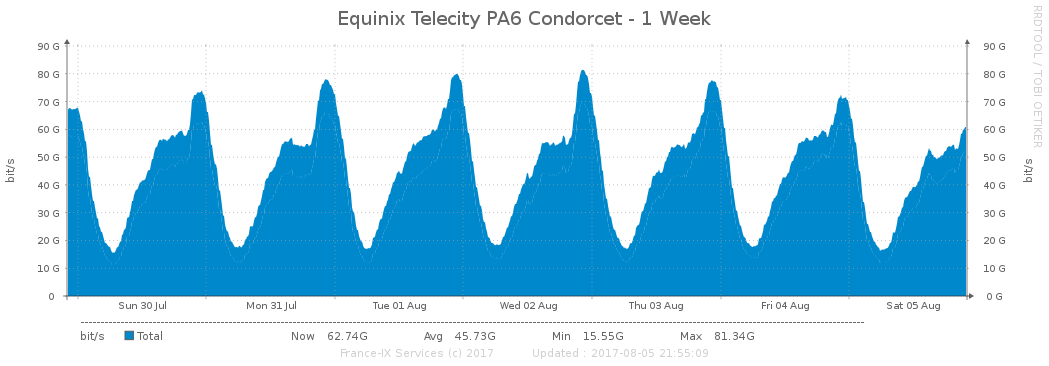 Equinix Telecity PA6 Condorcet - 1 Week
RRDTOOL / TOBI OETIKER
90 G 90 G
80 G 80 G
70 G 70 G
60 G 60 G
50 G 50 G
40 G 40 G
30 G 30 G
20 G 20 G
10 G 10 G
0 0 G
bit/s bit/s
Sun 30 Jul Mon 31 Jul Tue 01 Aug Wed 02 Aug Thu 03 Aug Fri 04 Aug Sat 05 Aug
bit/s Total Now 62.74G Avg 45.73G Min 15.55G Max 81.34G
France-IX Services (c) 2017 Updated : 2017-08-05 21:55:09